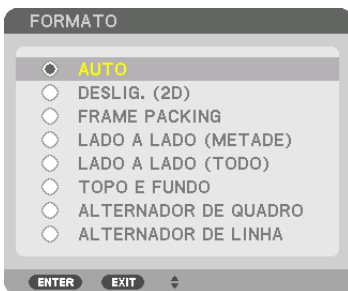 FORMATO
AUTO
DESLIG. (2D)
FRAME PACKING
LADO A LADO (METADE)
LADO A LADO (TODO)
TOPO E FUNDO
ALTERNADOR DE QUADRO
ALTERNADOR DE LINHA
ENTER EXIT